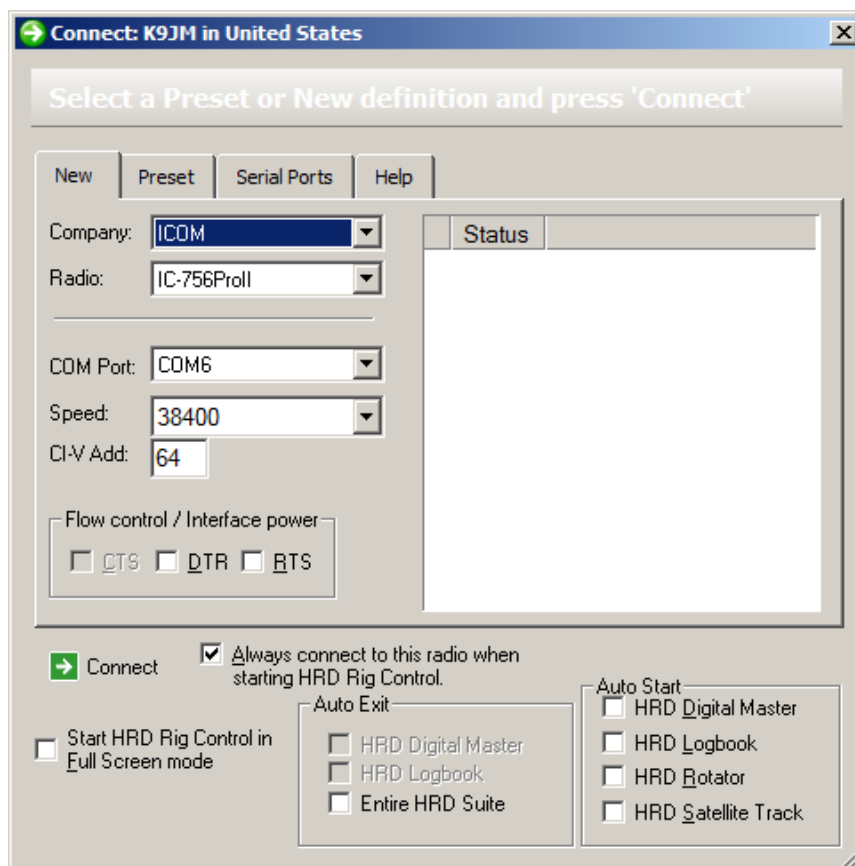 Connect: K9JM in United States
Select a Preset or New definition and press 'Connect'
New Preset Serial Ports Help
Company: ICOM
Radio: IC-756ProII
COM Port: COM6
Speed: 38400
CI-V Add: 64
Flow control / Interface power
CTS DTR RTS
Status
Connect
Always connect to this radio when
starting HRD Rig Control.
Start HRD Rig Control in
Full Screen mode
Auto Exit
HRD Digital Master
HRD Logbook
Entire HRD Suite
Auto Start
HRD Digital Master
HRD Logbook
HRD Rotator
HRD Satellite Track